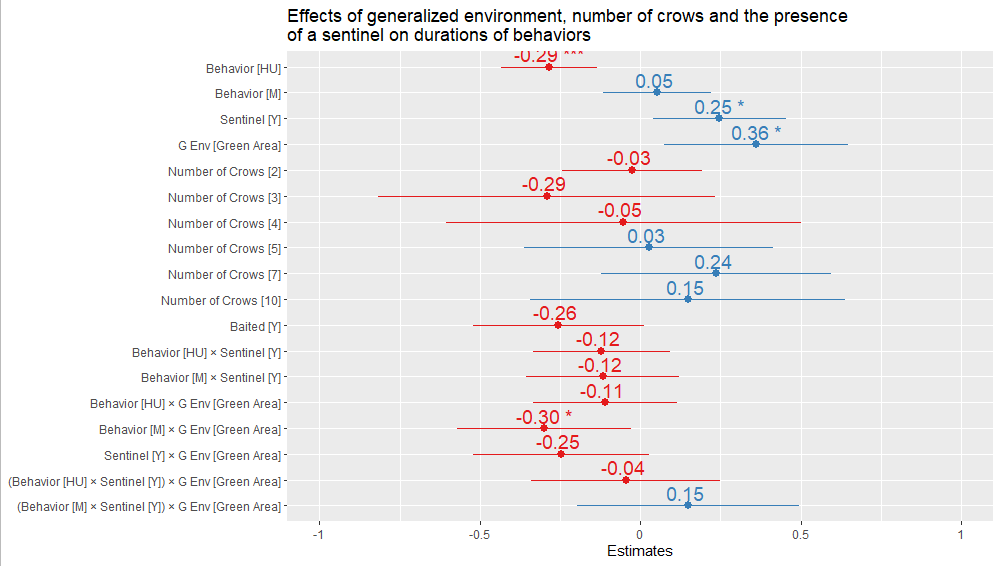 Effects of generalized environment, number of crows and the presence
of a sentinel on durations of behaviors
Behavior [HU] -0.29 ***
Behavior [M] 0.05
Sentinel [Y] 0.25 *
G Env [Green Area] 0.36 *
Number of Crows [2] -0.03
Number of Crows [3] -0.29
Number of Crows [4] -0.05
Number of Crows [5] 0.03
Number of Crows [7] 0.24
Number of Crows [10] 0.15
Baited [Y] -0.26
Behavior [HU] × Sentinel [Y] -0.12
Behavior [M] × Sentinel [Y] -0.12
Behavior [HU] × G Env [Green Area] -0.11
Behavior [M] × G Env [Green Area] -0.30 *
Sentinel [Y] × G Env [Green Area] -0.25
(Behavior [HU] × Sentinel [Y]) × G Env [Green Area] -0.04
(Behavior [M] × Sentinel [Y]) × G Env [Green Area] 0.15
-1 -0.5 0 0.5 1
Estimates